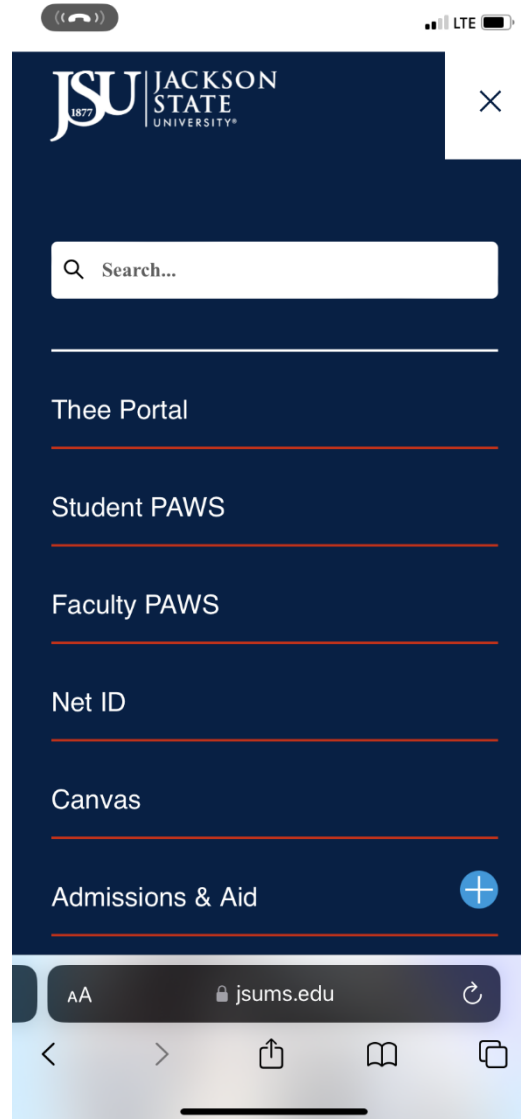 LTE
JSU
1877
JACKSON
STATE
UNIVERSITY®
Search...
Thee Portal
Student PAWS
Faculty PAWS
Net ID
Canvas
Admissions & Aid
AA
jsums.edu